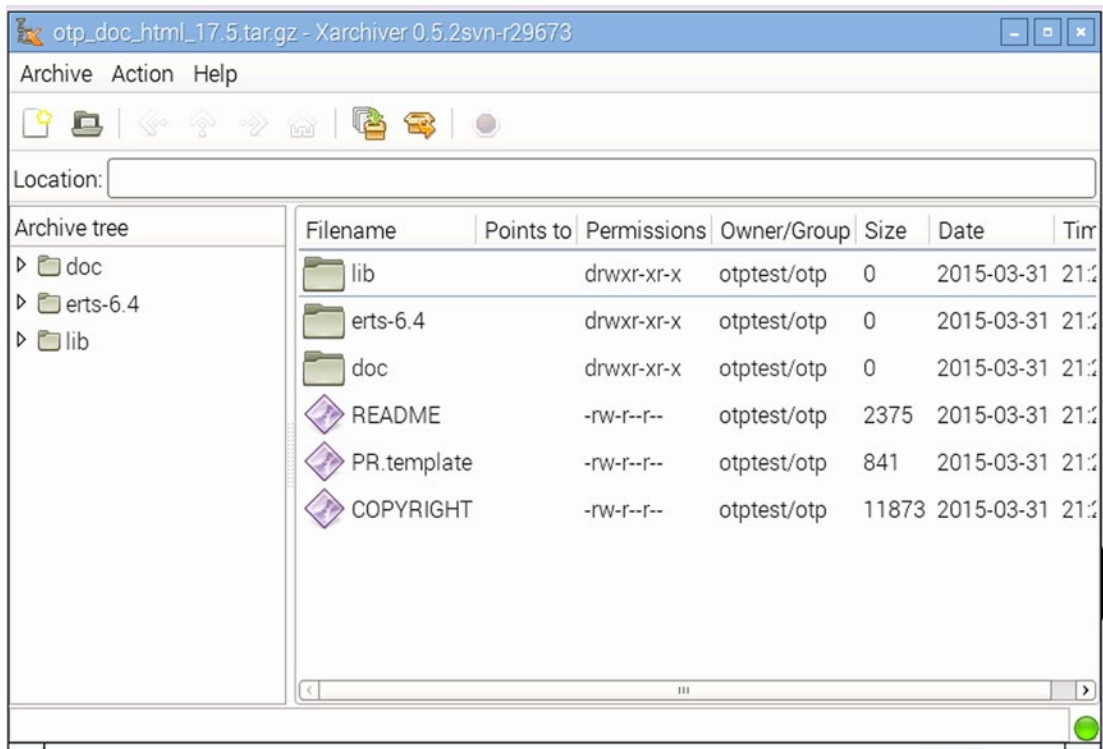 otp_doc_html_17.5.tar.gz - Xarchiver 0.5.2svn-r29673
Archive Action Help
Location:
Archive tree
doc
erts-6.4
lib
Filename Points to Permissions Owner/Group Size Date
lib drwxr-xr-x otptest/otp 0 2015-03-31
erts-6.4 drwxr-xr-x otptest/otp 0 2015-03-31
doc drwxr-xr-x otptest/otp 0 2015-03-31
README -rw-r--r-- otptest/otp 2375 2015-03-31
PR.template -rw-r--r-- otptest/otp 841 2015-03-31
COPYRIGHT -rw-r--r-- otptest/otp 11873 2015-03-31